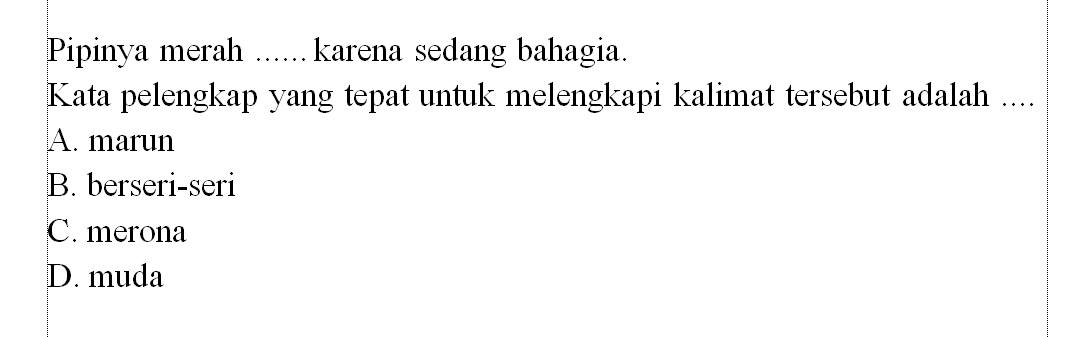 Pipinya merah ...... karena sedang bahagia.
Kata pelengkap yang tepat untuk melengkapi kalimat tersebut adalah ....
A. marun
B. berseri-seri
C. merona
D. muda